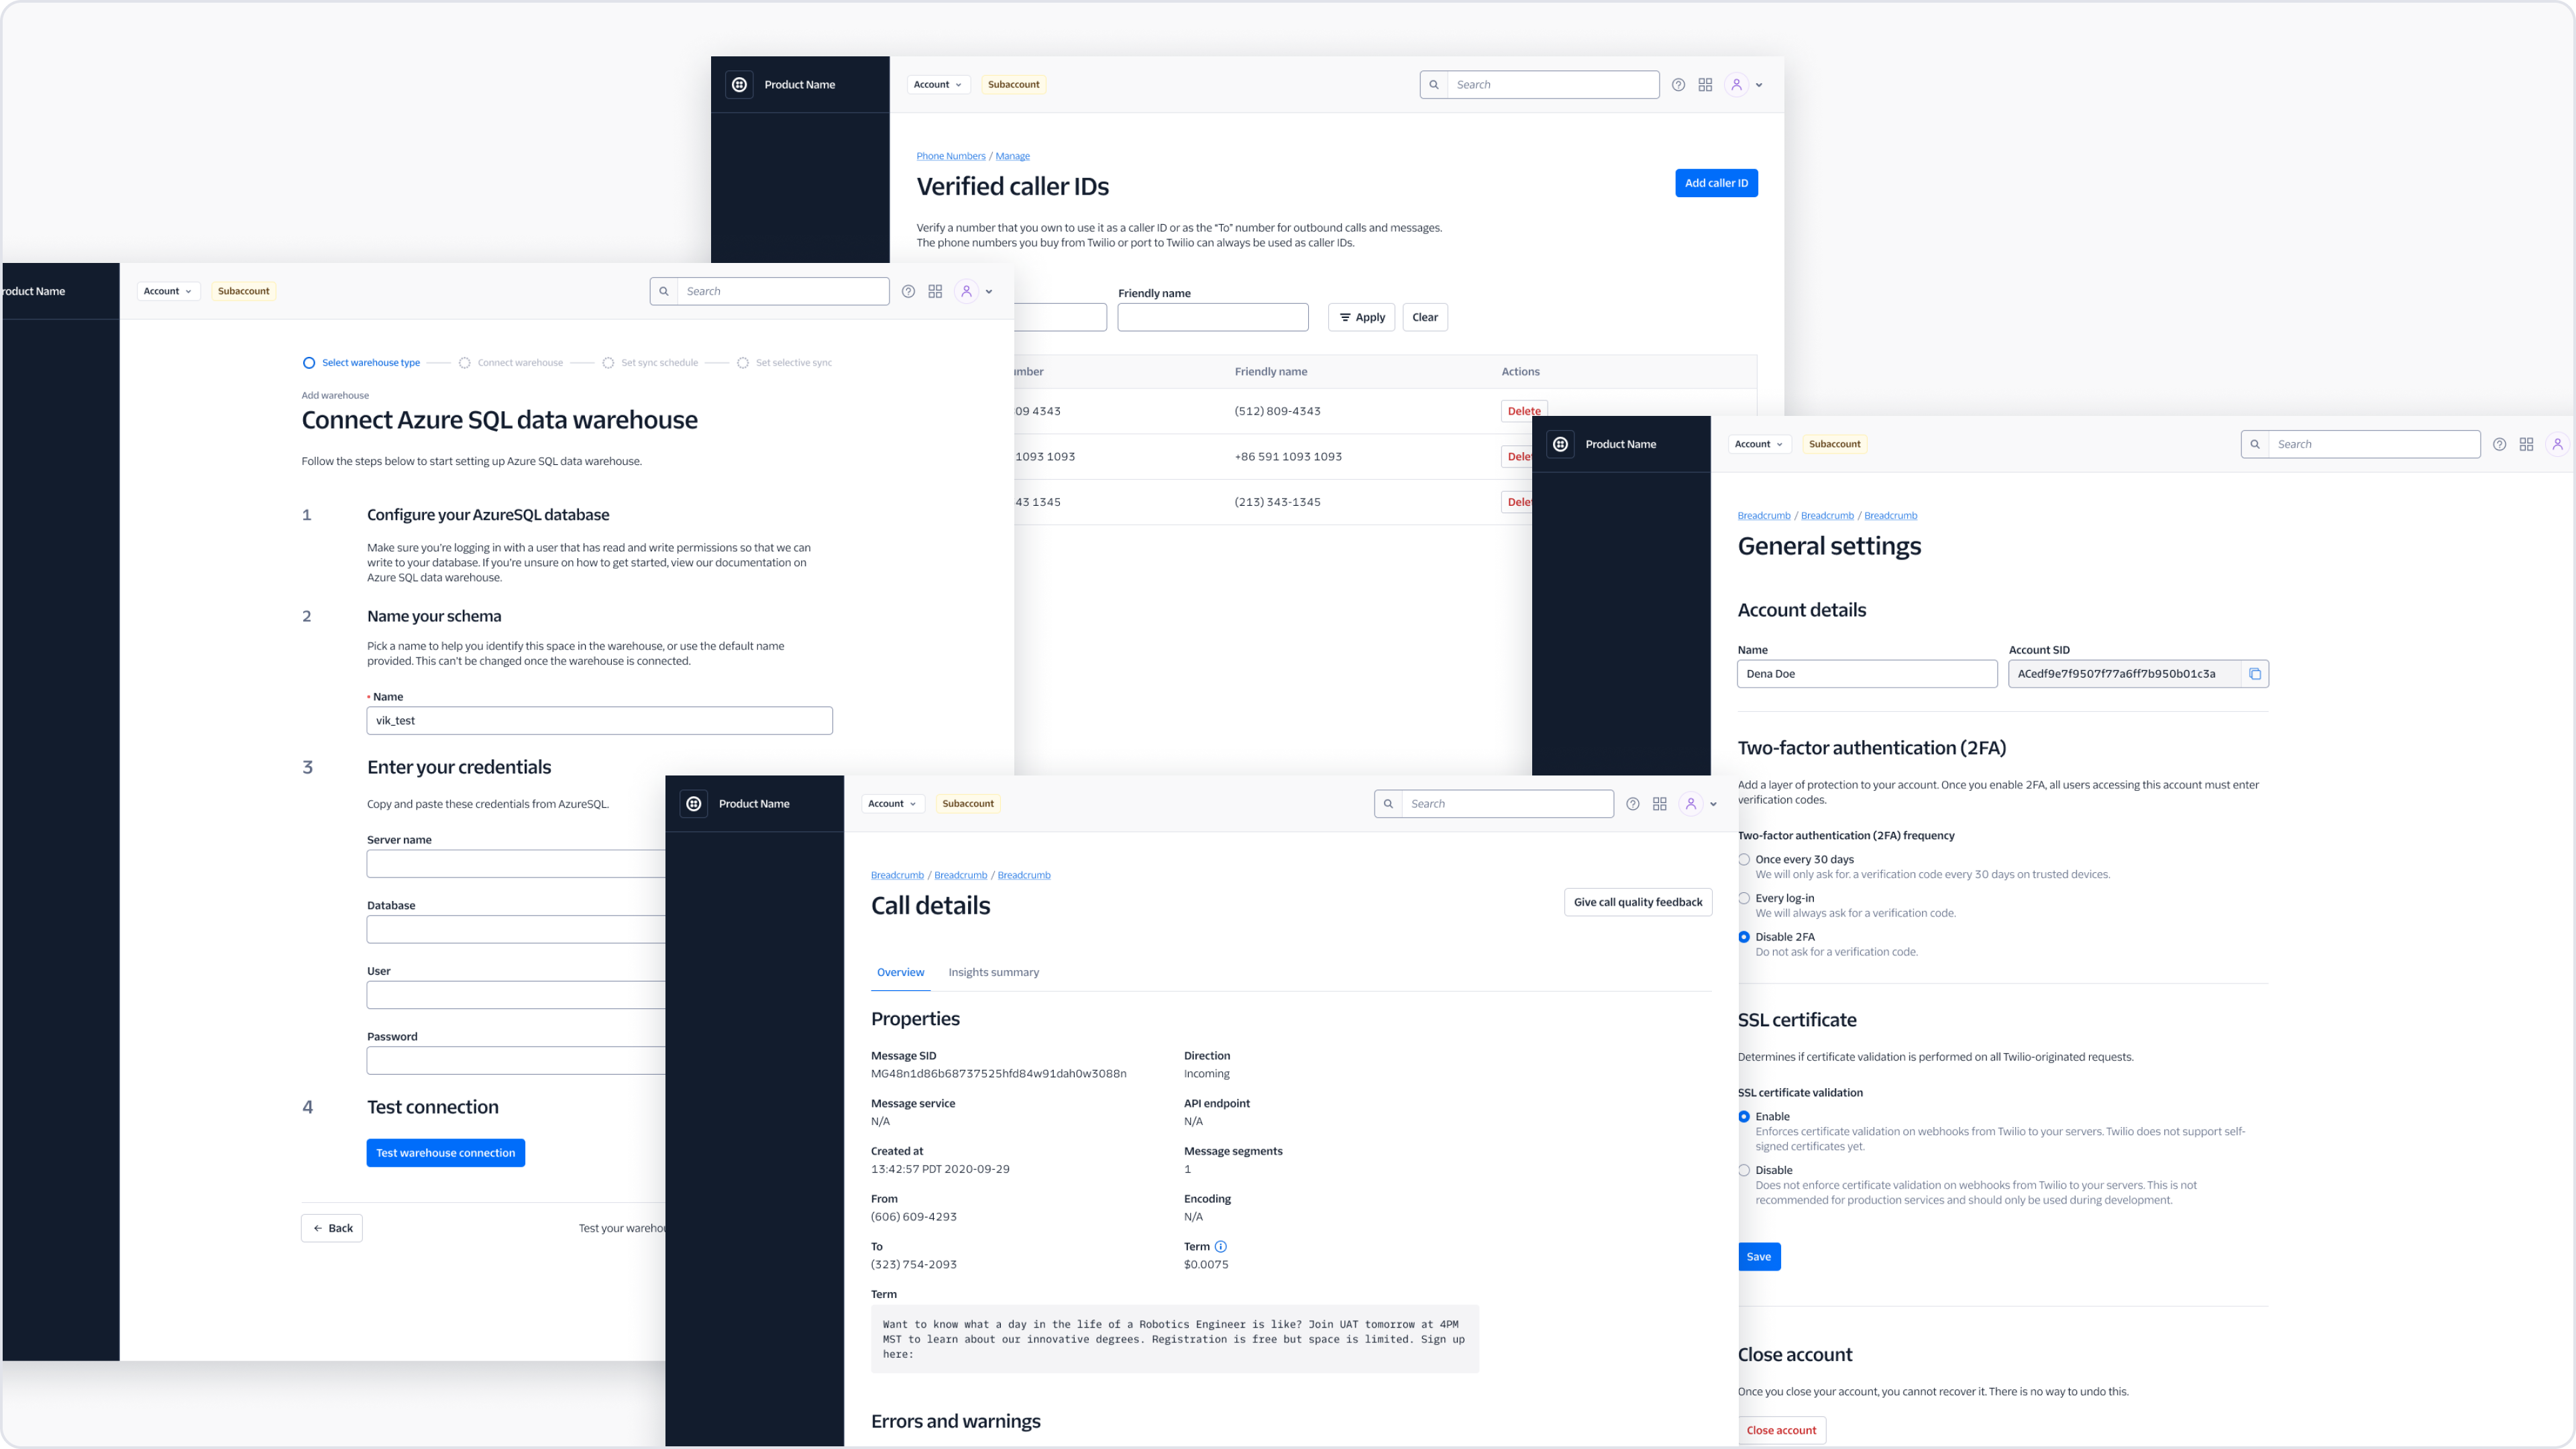 Product Name
Account
Subaccount
Search
Phone Numbers / Manage
Verified caller IDs
Add caller ID
Verify a number that you own to use it as a caller ID or as the “To” number for outbound calls and messages.
The phone numbers you buy from Twilio or port to Twilio can always be used as caller IDs.
Friendly name
Apply
Clear
Friendly name
Actions
09 4343
(512) 809-4343
Delete
1093 1093
+86 591 1093 1093
43 1345
(213) 343-1345
roduct Name
Account
Subaccount
Search
Select warehouse type
Connect warehouse
Set sync schedule
Set selective sync
Add warehouse
Connect Azure SQL data warehouse
Follow the steps below to start setting up Azure SQL data warehouse.
1
Configure your AzureSQL database
Make sure you’re logging in with a user that has read and write permissions so that we can
write to your database. If you’re unsure on how to get started, view our documentation on
Azure SQL data warehouse.
2
Name your schema
Pick a name to help you identify this space in the warehouse, or use the default name
provided. This can’t be changed once the warehouse is connected.
Name
vik_test
3
Enter your credentials
Copy and paste these credentials from AzureSQL.
Server name
Database
User
Password
4
Test connection
Test warehouse connection
Back
Test your
Product Name
Account
Subaccount
Search
Breadcrumb / Breadcrumb / Breadcrumb
Call details
Give call quality feedback
Overview
Insights summary
Properties
Message SID
MG48n1d86b68737525hfd84w91dah0w3088n
Direction
Incoming
Message service
N/A
API endpoint
N/A
Created at
13:42:57 PDT 2020-09-29
Message segments
1
From
(606) 609-4293
Encoding
N/A
To
(323) 754-2093
Term
$0.0075
Term
Want to know what a day in the life of a Robotics Engineer is like? Join UAT tomorrow at 4PM
MST to learn about our innovative degrees. Registration is free but space is limited. Sign up
here:
Errors and warnings
Product Name
Account
Subaccount
Search
Breadcrumb / Breadcrumb / Breadcrumb
General settings
Account details
Name
Dena Doe
Account SID
ACedf9e7f9507f77a6ff7b950b01c3a
Two-factor authentication (2FA)
Add a layer of protection to your account. Once you enable 2FA, all users accessing this account must enter
verification codes.
Two-factor authentication (2FA) frequency
Once every 30 days
We will only ask for. a verification code every 30 days on trusted devices.
Every log-in
We will always ask for a verification code.
Disable 2FA
Do not ask for a verification code.
SSL certificate
Determines if certificate validation is performed on all Twilio-originated requests.
SSL certificate validation
Enable
Enforces certificate validation on webhooks from Twilio to your servers. Twilio does not support self-
signed certificates yet.
Disable
Does not enforce certificate validation on webhooks from Twilio to your servers. This is not
recommended for production services and should only be used during development.
Save
Close account
Once you close your account, you cannot recover it. There is no way to undo this.
Close account